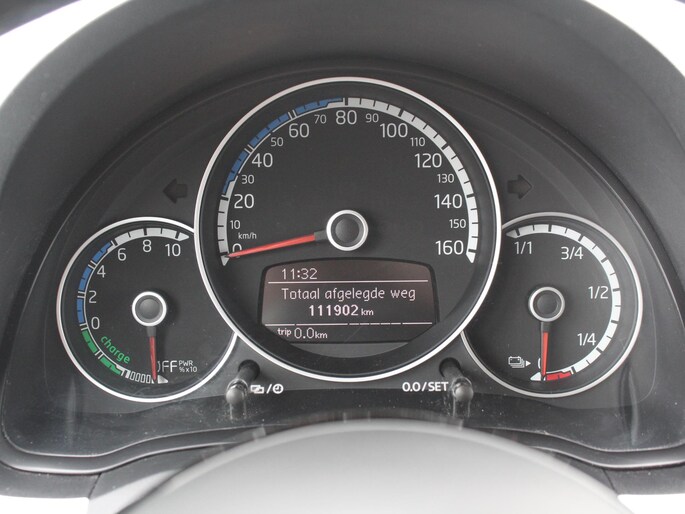 70 80 90
60 100
50 110
40 120
30 130
20 140
10 150
km/h
0 160
11:32
Totaal afgelegde weg
111902 km
trip 0.0 km
8 10
6
4
2
0
charge
OFF PWR
% x10
1/1 3/4
1/2
1/4
0
/
0.0/SET